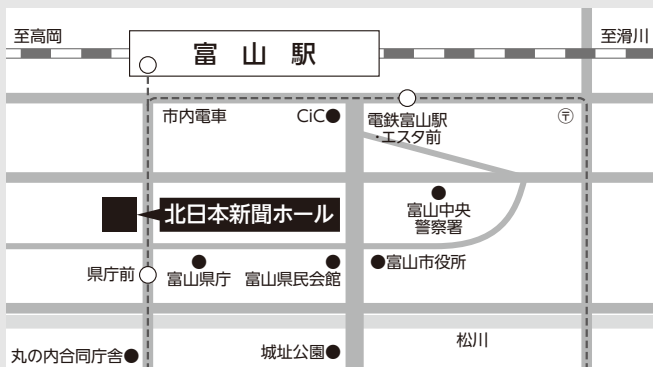 至高岡
富山駅
至滑川
市内電車
CiC
電鉄富山駅
・エスタ前
〒
北日本新聞ホール
富山中央
警察署
県庁前
富山県庁
富山県民会館
富山市役所
松川
丸の内合同庁舎
城址公園